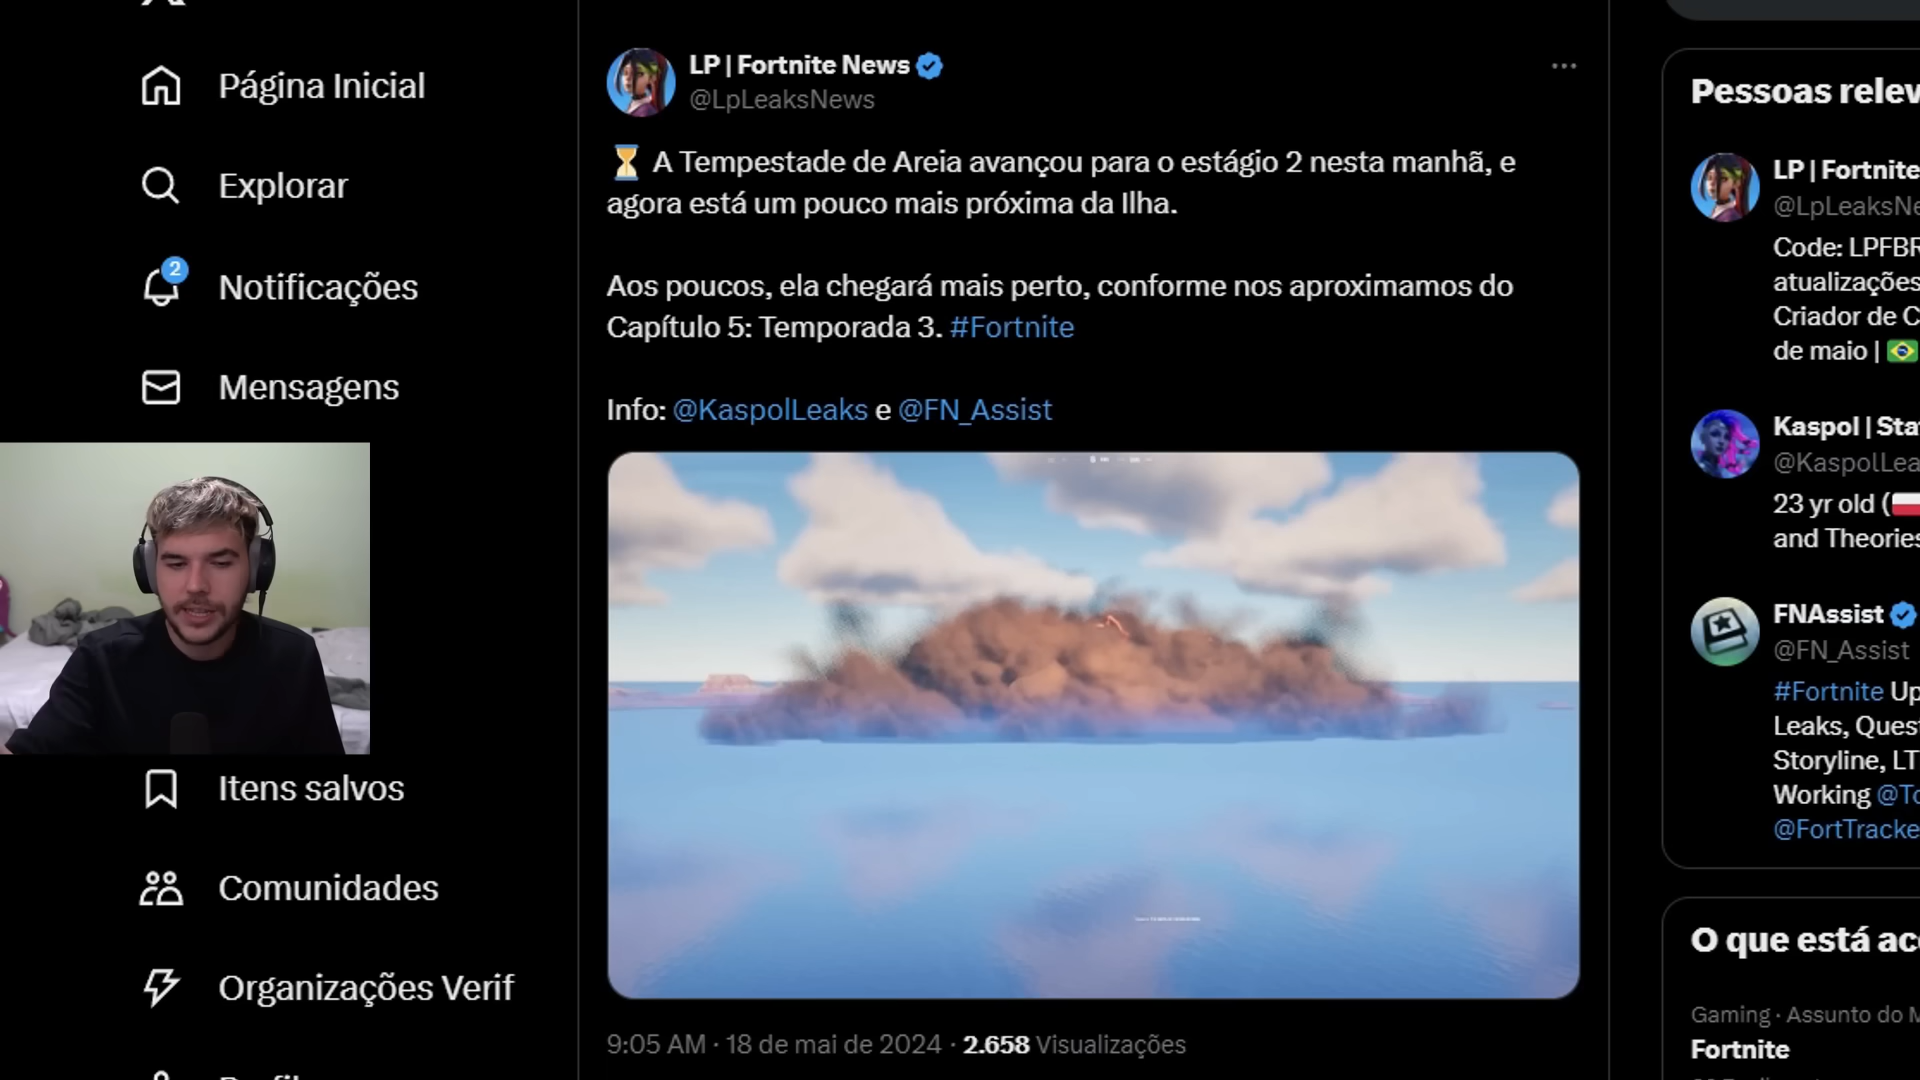 Página Inicial
Explorar
2
Notificações
Mensagens
Itens salvos
Comunidades
Organizações Verif
LP | Fortnite News
@LpLeaksNews
⏳ A Tempestade de Areia avançou para o estágio 2 nesta manhã, e
agora está um pouco mais próxima da Ilha.
Aos poucos, ela chegará mais perto, conforme nos aproximamos do
Capítulo 5: Temporada 3. #Fortnite
Info: @KaspolLeaks e @FN_Assist
9:05 AM · 18 de mai de 2024 · 2.658 Visualizações
Pessoas relev
LP | Fortnite
@LpLeaksNe
Code: LPFBR
atualizações
Criador de C
de maio | 🇧🇷
Kaspol | Sta
@KaspolLea
23 yr old (🇵🇱
and Theories
FNAssist
@FN_Assist
#Fortnite Up
Leaks, Quest
Storyline, LT
Working @To
@FortTracke
O que está ac
Gaming · Assunto do M
Fortnite